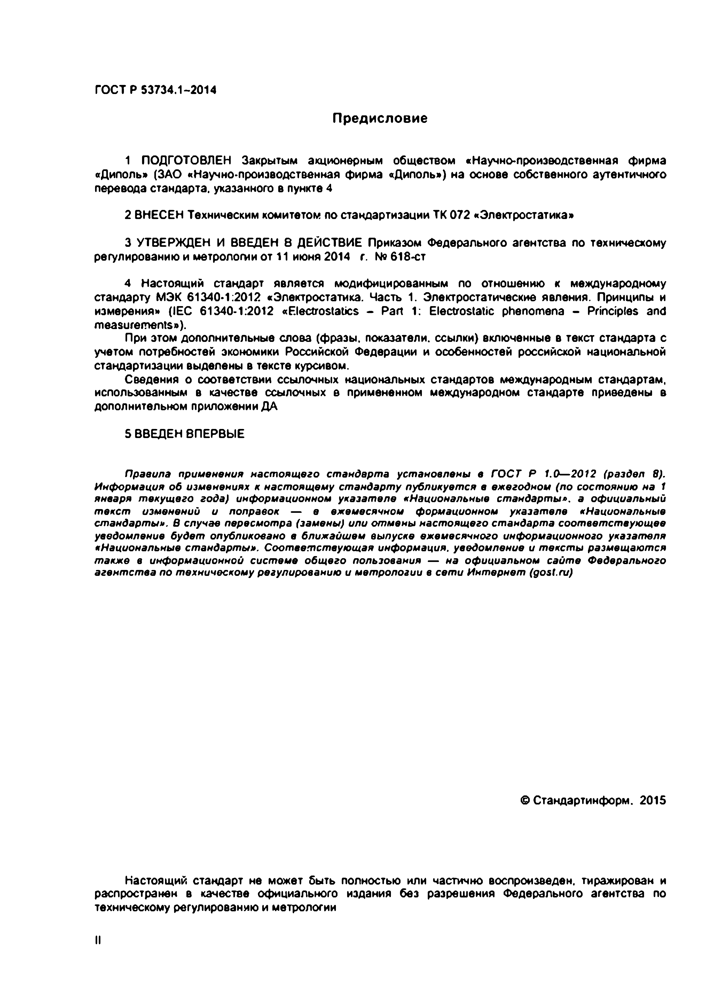 ГОСТ Р 53734.1–2014
Предисловие
1 ПОДГОТОВЛЕН Закрытым акционерным обществом «Научно-производственная фирма
«Диполь» (ЗАО «Научно-производственная фирма «Диполь») на основе собственного аутентичного
перевода стандарта, указанного в пункте 4
2 ВНЕСЕН Техническим комитетом по стандартизации ТК 072 «Электростатика»
3 УТВЕРЖДЕН И ВВЕДЕН В ДЕЙСТВИЕ Приказом Федерального агентства по техническому
регулированию и метрологии от 11 июня 2014 г. № 618-ст
4 Настоящий стандарт является модифицированным по отношению к международному
стандарту МЭК 61340-1:2012 «Электростатика. Часть 1. Электростатические явления. Принципы и
измерения» (IEC 61340-1:2012 «Electrostatics – Part 1: Electrostatic phenomena – Principles and
measurements»).
При этом дополнительные слова (фразы, показатели, ссылки) включенные в текст стандарта с
учетом потребностей экономики Российской Федерации и особенностей российской национальной
стандартизации выделены в тексте курсивом.
Сведения о соответствии ссылочных национальных стандартов международным стандартам,
использованным в качестве ссылочных в примененном международном стандарте приведены в
дополнительном приложении ДА
5 ВВЕДЕН ВПЕРВЫЕ
Правила применения настоящего стандарта установлены в ГОСТ Р 1.0—2012 (раздел 8).
Информация об изменениях к настоящему стандарту публикуется в ежегодном (по состоянию на 1
января текущего года) информационном указателе «Национальные стандарты», а официальный
текст изменений и поправок — в ежемесячном формационном указателе «Национальные
стандарты». В случае пересмотра (замены) или отмены настоящего стандарта соответствующее
уведомление будет опубликовано в ближайшем выпуске ежемесячного информационного указателя
«Национальные стандарты». Соответствующая информация, уведомление и тексты размещаются
также в информационной системе общего пользования — на официальном сайте Федерального
агентства по техническому регулированию и метрологии в сети Интернет (gost.ru)
© Стандартинформ, 2015
Настоящий стандарт не может быть полностью или частично воспроизведен, тиражирован и
распространен в качестве официального издания без разрешения Федерального агентства по
техническому регулированию и метрологии
II